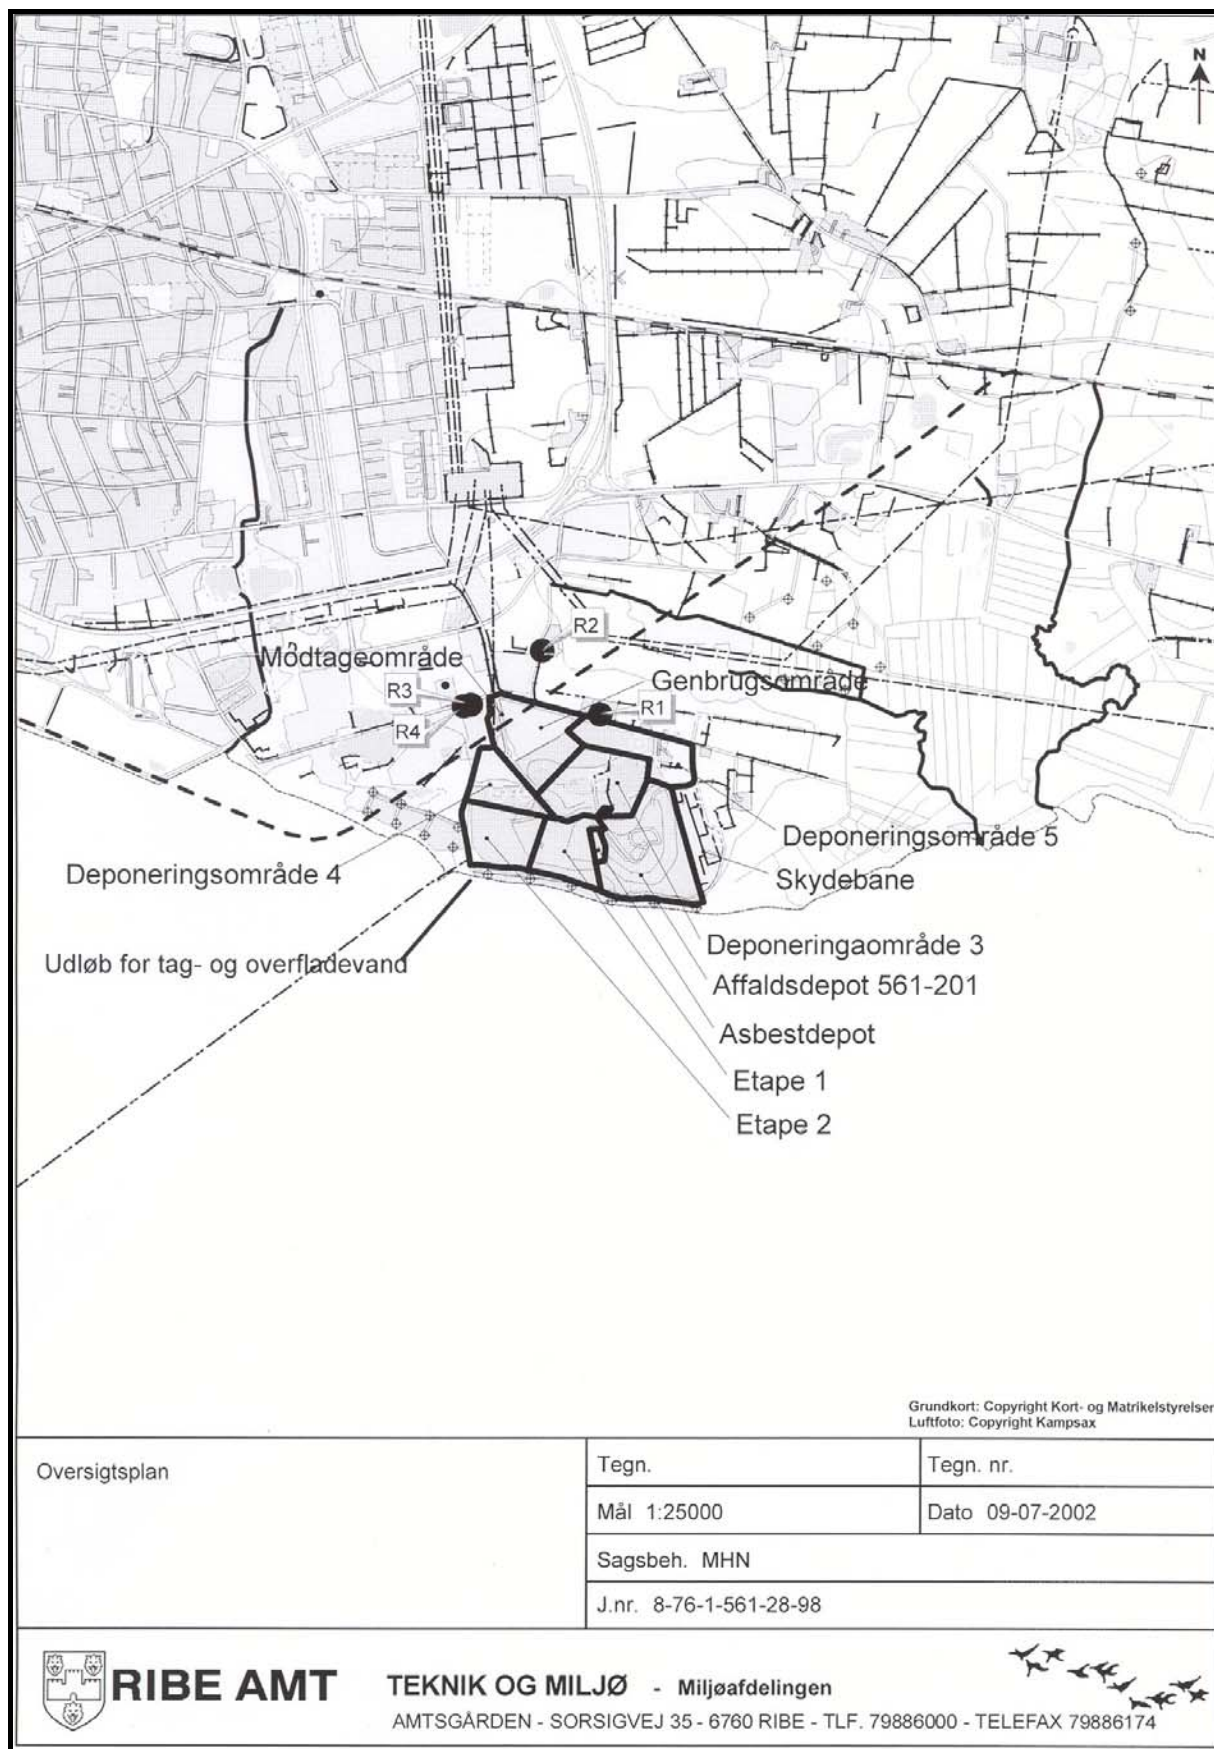 N
R2
Modtageområde
Genbrugsområde
R3
R1
R4
Deponeringsområde 5
Deponeringsområde 4
Skydebane
Deponeringaområde 3
Udløb for tag- og overfladevand
Affaldsdepot 561-201
Asbestdepot
Etape 1
Etape 2
Grundkort: Copyright Kort- og Matrikelstyrelsen
Luftfoto: Copyright Kampsax
Oversigtsplan
Tegn.
Tegn. nr.
Mål 1:25000
Dato 09-07-2002
Sagsbeh. MHN
J.nr. 8-76-1-561-28-98
RIBE AMT
TEKNIK OG MILJØ - Miljøafdelingen
AMTSGÅRDEN - SORSIGVEJ 35 - 6760 RIBE - TLF. 79886000 - TELEFAX 79886174